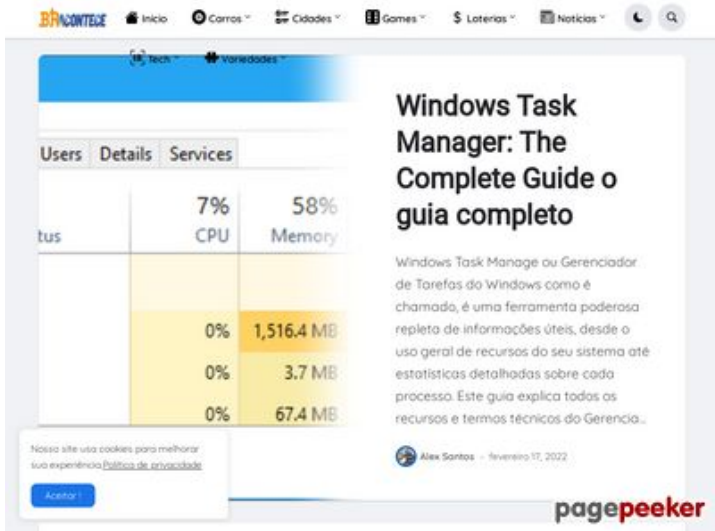 BRACONTECE Inicio Carros Cidades Games $ Loterias Noticias
Tech Variedades
Users Details Services
7% 58%
tus CPU Memory
0% 1,516.4 MB
0% 3.7 MB
0% 67.4 MB
Windows Task
Manager: The
Complete Guide o
guia completo
Windows Task Manage ou Gerenciador
de Tarefas do Windows como é
chamado, é uma ferramenta poderosa
repleta de informações úteis, desde o
uso geral de recursos do seu sistema até
estatísticas detalhadas sobre cada
processo. Este guia explica todos os
recursos e termos técnicos do Gerencia...
Alex Santos - fevereiro 17, 2022
Nosso site usa cookies para melhorar
sua experiência Política de privacidade
Aceitar !
pagepeeker